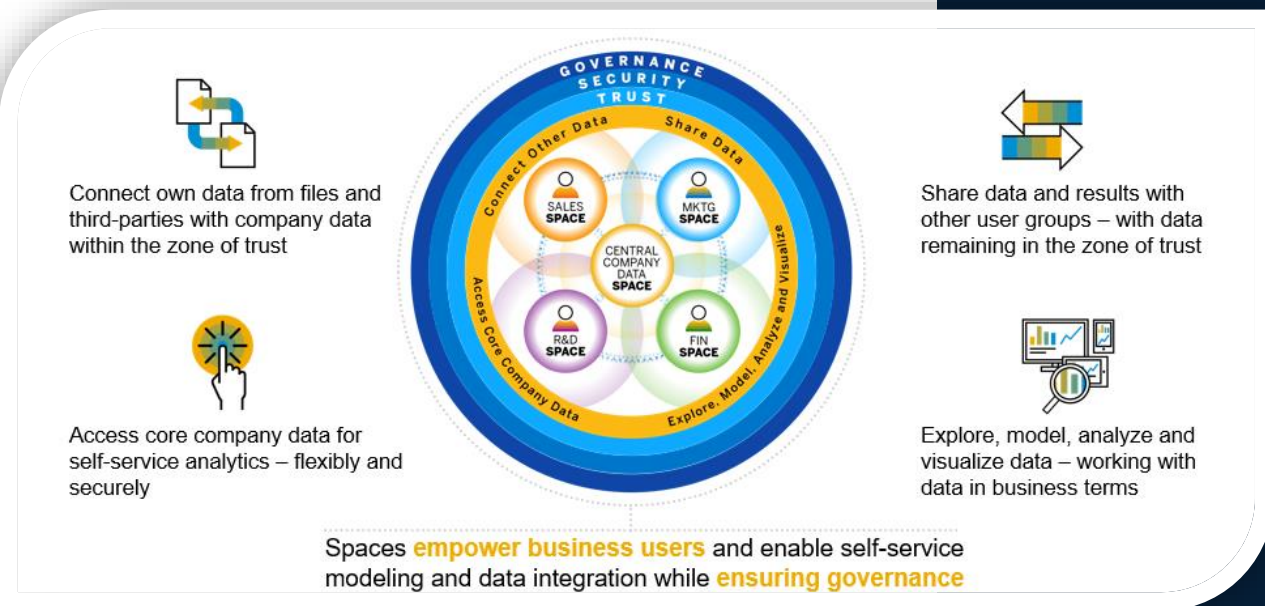 GOVERNANCE
SECURITY
TRUST
Connect Other Data
Share Data
Access Core Company Data
Explore, Model, Analyze and Visualize
SALES
SPACE
MKTG
SPACE
CENTRAL
COMPANY
DATA
SPACE
R&D
SPACE
FIN
SPACE
Connect own data from files and
third-parties with company data
within the zone of trust
Share data and results with
other user groups – with data
remaining in the zone of trust
Access core company data for
self-service analytics – flexibly and
securely
Explore, model, analyze and
visualize data – working with
data in business terms
Spaces empower business users and enable self-service
modeling and data integration while ensuring governance